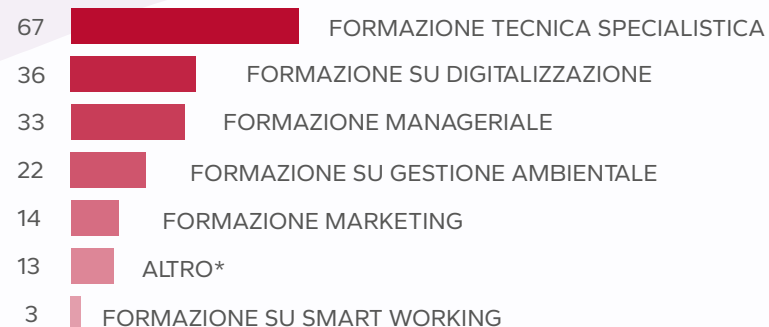 67 FORMAZIONE TECNICA SPECIALISTICA
36 FORMAZIONE SU DIGITALIZZAZIONE
33 FORMAZIONE MANAGERIALE
22 FORMAZIONE SU GESTIONE AMBIENTALE
14 FORMAZIONE MARKETING
13 ALTRO*
3 FORMAZIONE SU SMART WORKING